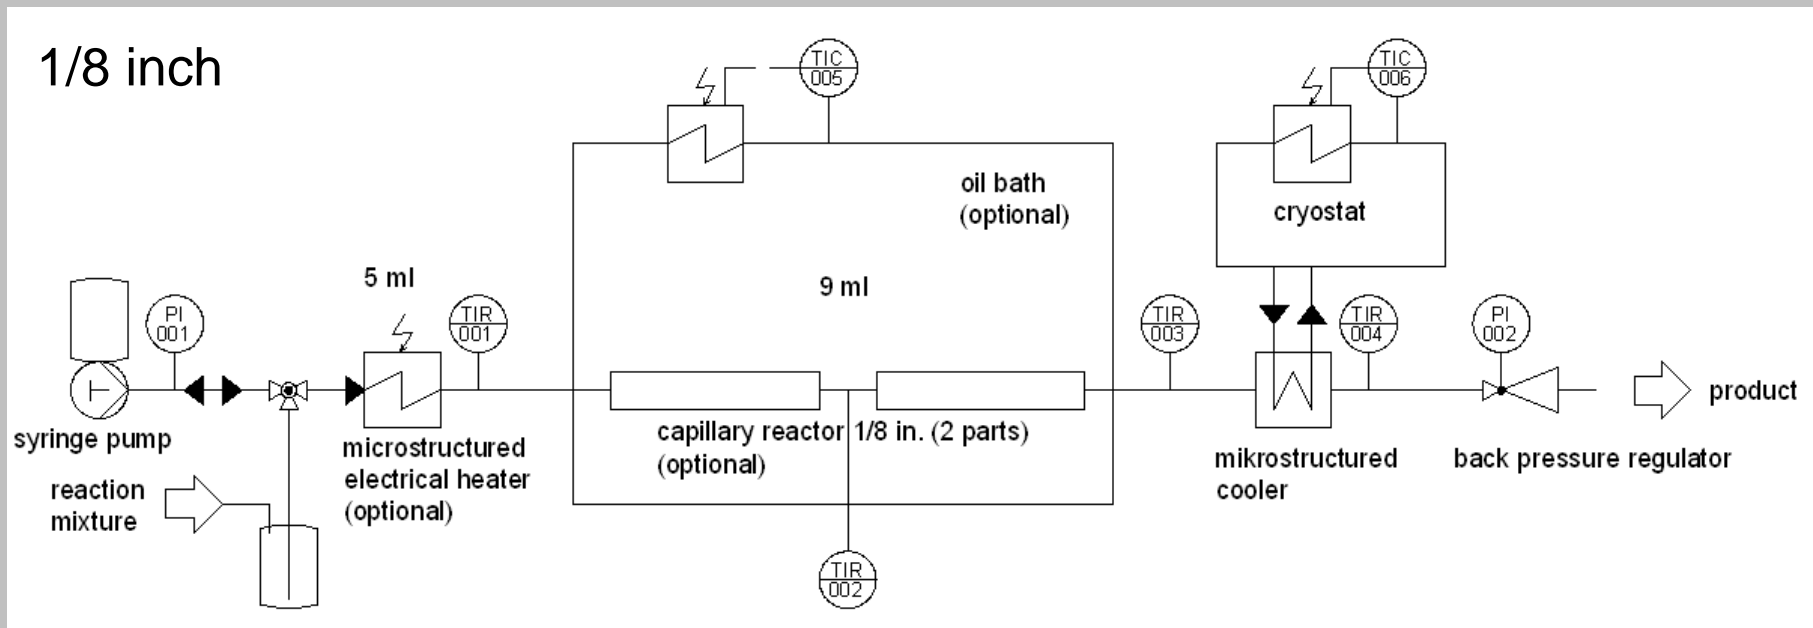 1/8 inch
TIC
005
TIC
006
oil bath
(optional)
cryostat
5 ml
9 ml
PI
001
TIR
001
TIR
003
TIR
004
PI
002
syringe pump
microstructured
electrical heater
(optional)
capillary reactor 1/8 in. (2 parts)
(optional)
mikrostructured
cooler
back pressure regulator
product
reaction
mixture
TIR
002